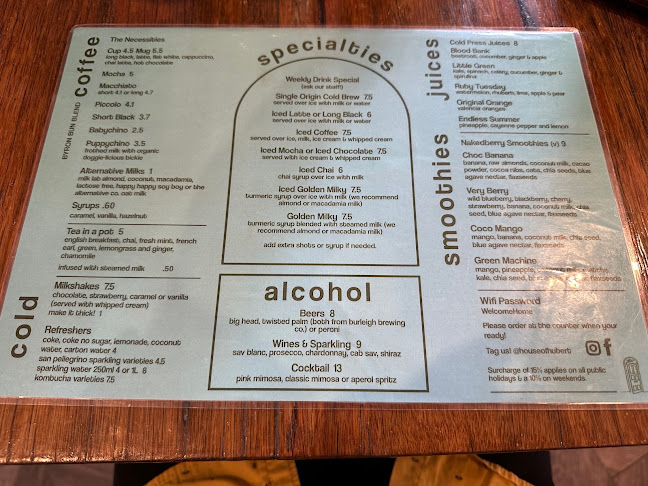 coffee
BYRON SUN BLEND
The Necessities
Cup 4.5 Mug 5.5
long black, latte, flat white, cappuccino,
chai latte, hot chocolate
Mocha 5
Macchiato
short 4.1 or long 4.7
Piccolo 4.1
Short Black 3.7
Babychino 2.5
Puppychino 3.5
frothed milk with organic
doggie-licious bickie
Alternative Milks 1
milk lab almond, coconut, macadamia,
lactose free, happy happy soy boy or the
alternative co. oat milk
Syrups .50
caramel, vanilla, hazelnut
Tea in a pot 5
english breakfast, chai, fresh mint, french
earl, green, lemongrass and ginger,
chamomile
infused with steamed milk .50
cold
Milkshakes 7.5
chocolate, strawberry, caramel or vanilla
(served with whipped cream)
make it thick! 1
Refreshers
coke, coke no sugar, lemonade, coconut
water, carton water 4
san pellegrino sparkling varieties 4.5
sparkling water 250ml 4 or 1L 8
kombucha varieties 7.5
specialties
Weekly Drink Special
(ask our staff!)
Single Origin Cold Brew 7.5
served over ice with milk or water
Iced Latte or Long Black 6
served over ice with milk or water
Iced Coffee 7.5
served over ice, milk, ice cream & whipped cream
Iced Mocha or Iced Chocolate 7.5
served with ice cream & whipped cream
Iced Chai 6
chai syrup over ice with milk
Iced Golden Milky 7.5
turmeric syrup over ice with milk (we recommend
almond or macadamia milk)
Golden Milky 7.5
turmeric syrup blended with steamed milk (we
recommend almond or macadamia milk)
add extra shots or syrup if needed.
alcohol
Beers 8
big head, twisted palm (both from burleigh brewing
co.) or peroni
Wines & Sparkling 9
sav blanc, prosecco, chardonnay, cab sav, shiraz
Cocktail 13
pink mimosa, classic mimosa or aperol spritz
juices
Cold Press Juices 8
Blood Bank
beetroot, cucumber, ginger & apple
Little Green
kale, spinach, celery, cucumber, ginger &
spirulina
Ruby Tuesday
watermelon, rhubarb, lime, apple & pear
Original Orange
valencia oranges
Endless Summer
pineapple, cayenne pepper and lemon
smoothies
Nakedberry Smoothies (v) 9
Choc Banana
banana, raw almonds, coconut milk, cacao
powder, coca nibs, oats, chia seed, blue
agave nectar, flaxseeds
Very Berry
wild blueberry, blackberry, cherry,
strawberry, banana, coconut milk, chia
seed, blue agave nectar, flaxseeds
Coco Mango
mango, banana, coconut milk, chia seed,
blue agave nectar, flaxseeds
Green Machine
mango, pineapple,
kale, chia seed, flaxseeds
Wifi Password
WelcomeHome
Please order at the counter when your
ready!
Tag us! @houseofhubert
Surcharge of 15% applies on all public
holidays & a 10% on weekends.